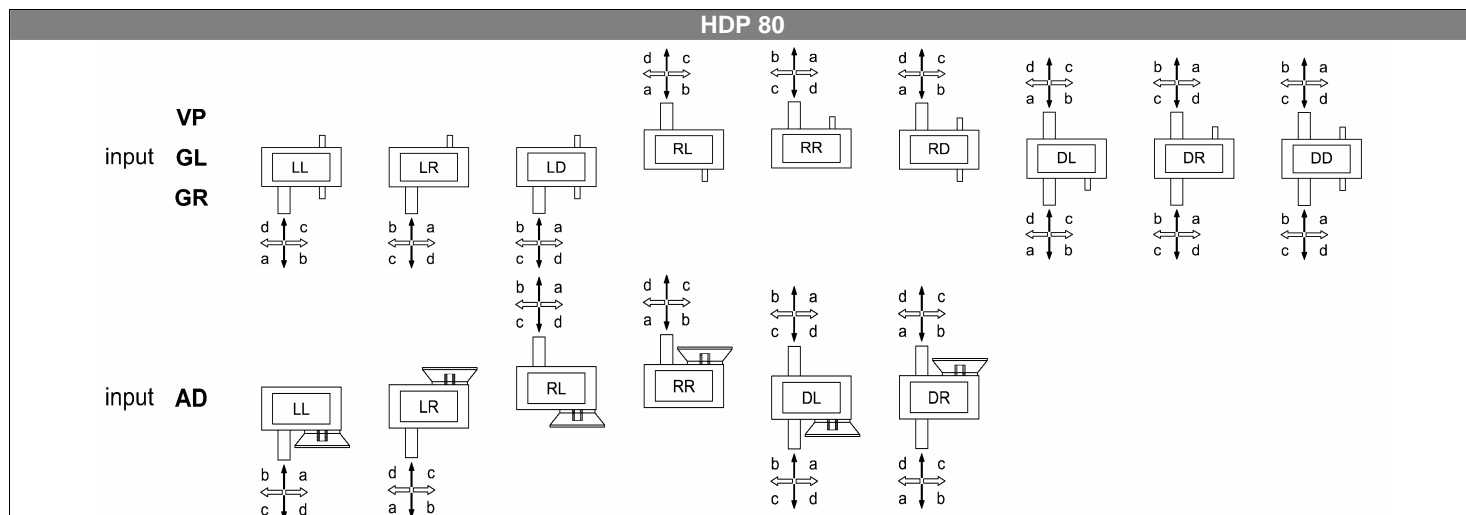 HDP 80
d c b a d c
a b c d a b
d c b a b a
a b c d c d
VP
input GL
GR
LL LR LD RL RR RD DL DR DD
d c b a b a
a b c d c d
d c b a b a
a b c d c d
b a d c
c d a b
b a d c
c d a b
input AD
LL LR RL RR DL DR
b a d c
c d a b
b a d c
c d a b